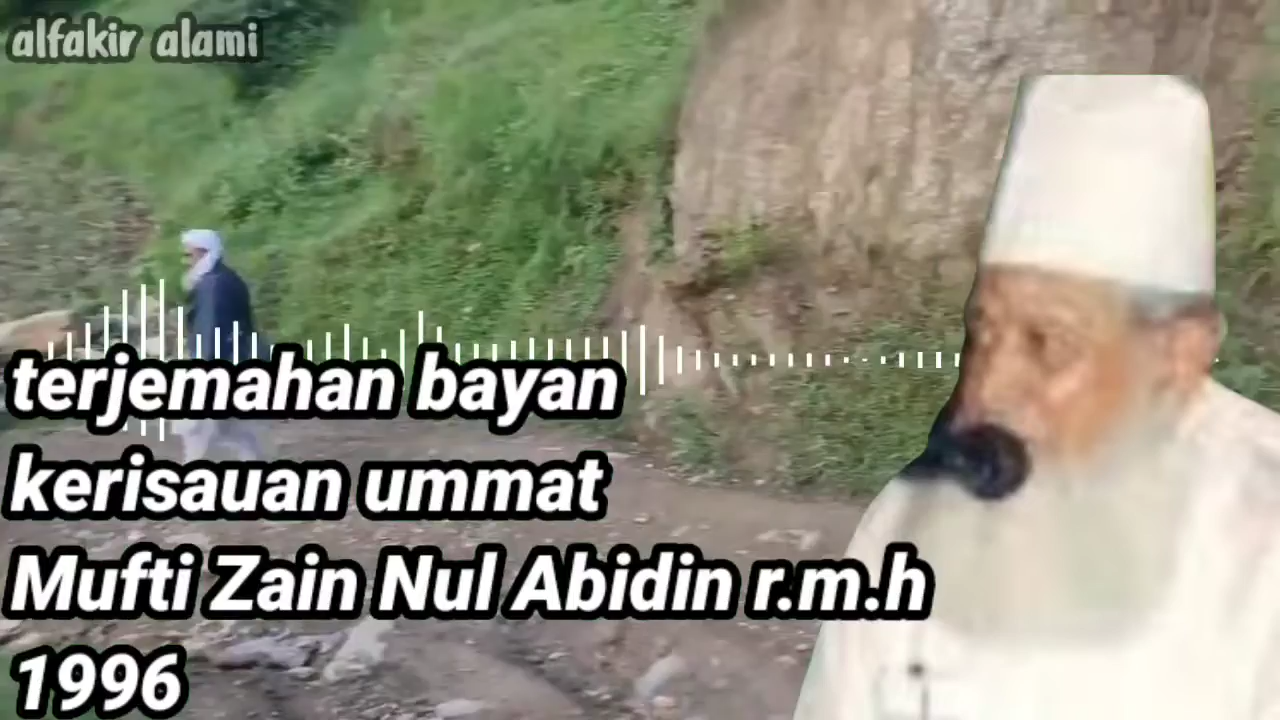 alfakir alami
terjemahan bayan
kerisauan ummat
Mufti Zain Nul Abidin r.m.h
1996